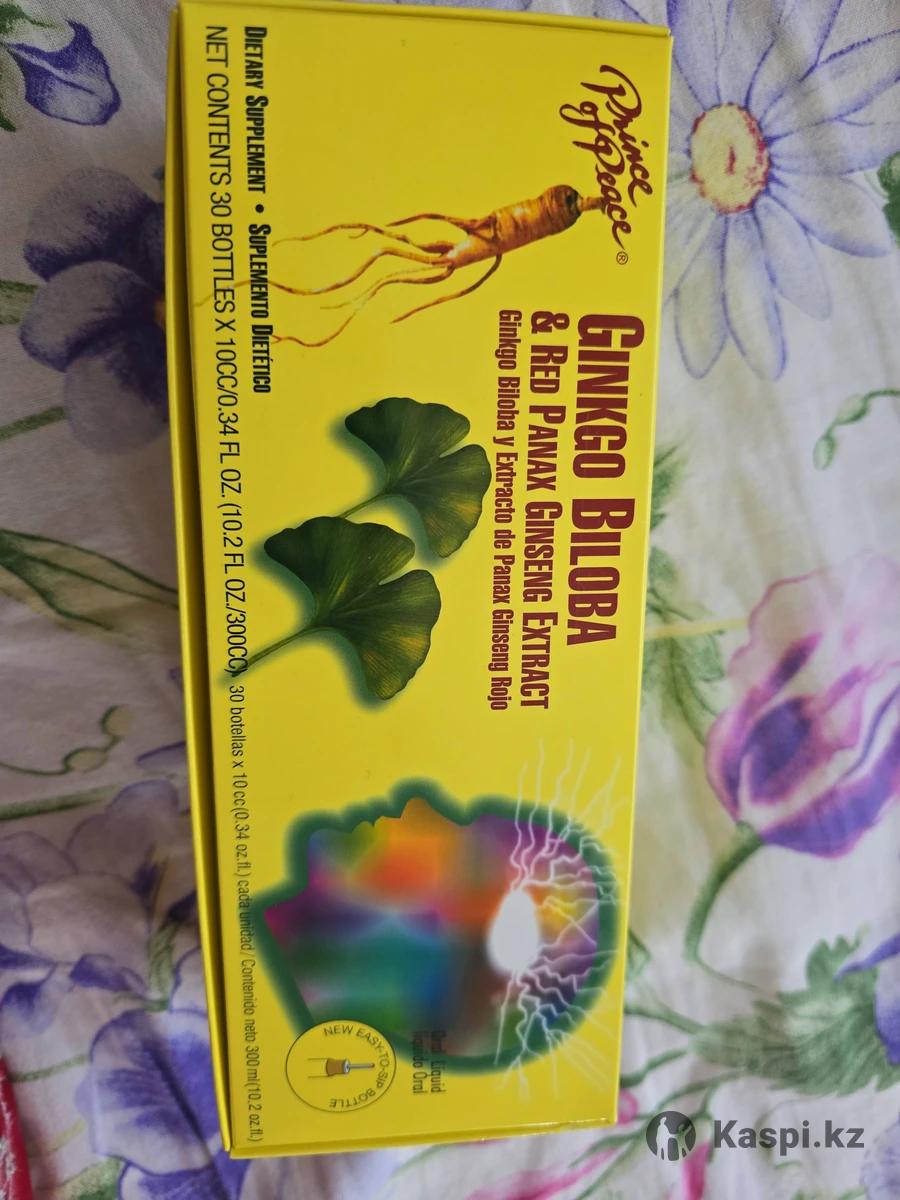 Prince
of Peace®
GINKGO BILOBA
& RED PANAX GINSENG EXTRACT
Ginkgo Biloba y Extracto de Panax Ginseng Rojo
Oral Liquid
Líquido Oral
NEW EASY-TO-SIP BOTTLE
DIETARY SUPPLEMENT • SUPLEMENTO DIETÉTICO
NET CONTENTS 30 BOTTLES X 10CC/0.34 FL OZ. (10.2 FL OZ./300CC) 30 botellas x 10 cc(0.34 oz.fl.) cada unidad/ Contenido neto 300 ml(10.2 oz.fl.)
Kaspi.kz